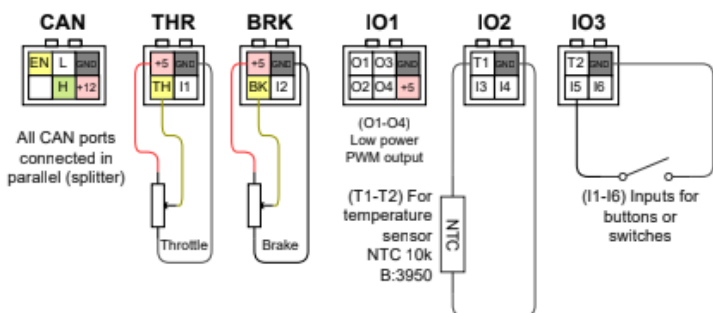 CAN
THR
BRK
IO1
IO2
IO3
EN L GND
H +12
+5 GND
TH I1
+5 GND
BK I2
O1 O3 GND
O2 O4 +5
T1 GND
I3 I4
T2 GND
I5 I6
All CAN ports
connected in
parallel (splitter)
Throttle
Brake
(O1-O4)
Low power
PWM output
(T1-T2) For
temperature
sensor
NTC 10k
B:3950
NTC
(I1-I6) Inputs for
buttons or
switches